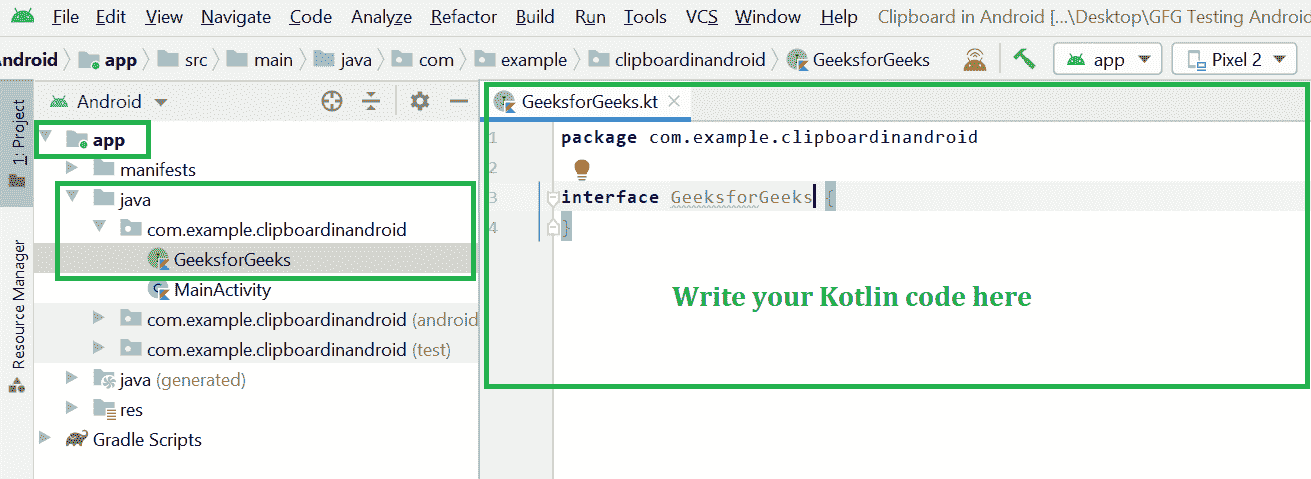 File Edit View Navigate Code Analyze Refactor Build Run Tools VCS Window Help Clipboard in Android [...\Desktop\GFG Testing Android
Android app src main java com example clipboardinandroid GeeksforGeeks app Pixel 2
1: Project
Resource Manager
Android
app
manifests
java
com.example.clipboardinandroid
GeeksforGeeks
MainActivity
com.example.clipboardinandroid (android
com.example.clipboardinandroid (test)
java (generated)
res
Gradle Scripts
GeeksforGeeks.kt
1 package com.example.clipboardinandroid
2
3 interface GeeksforGeeks {
4 }
Write your Kotlin code here